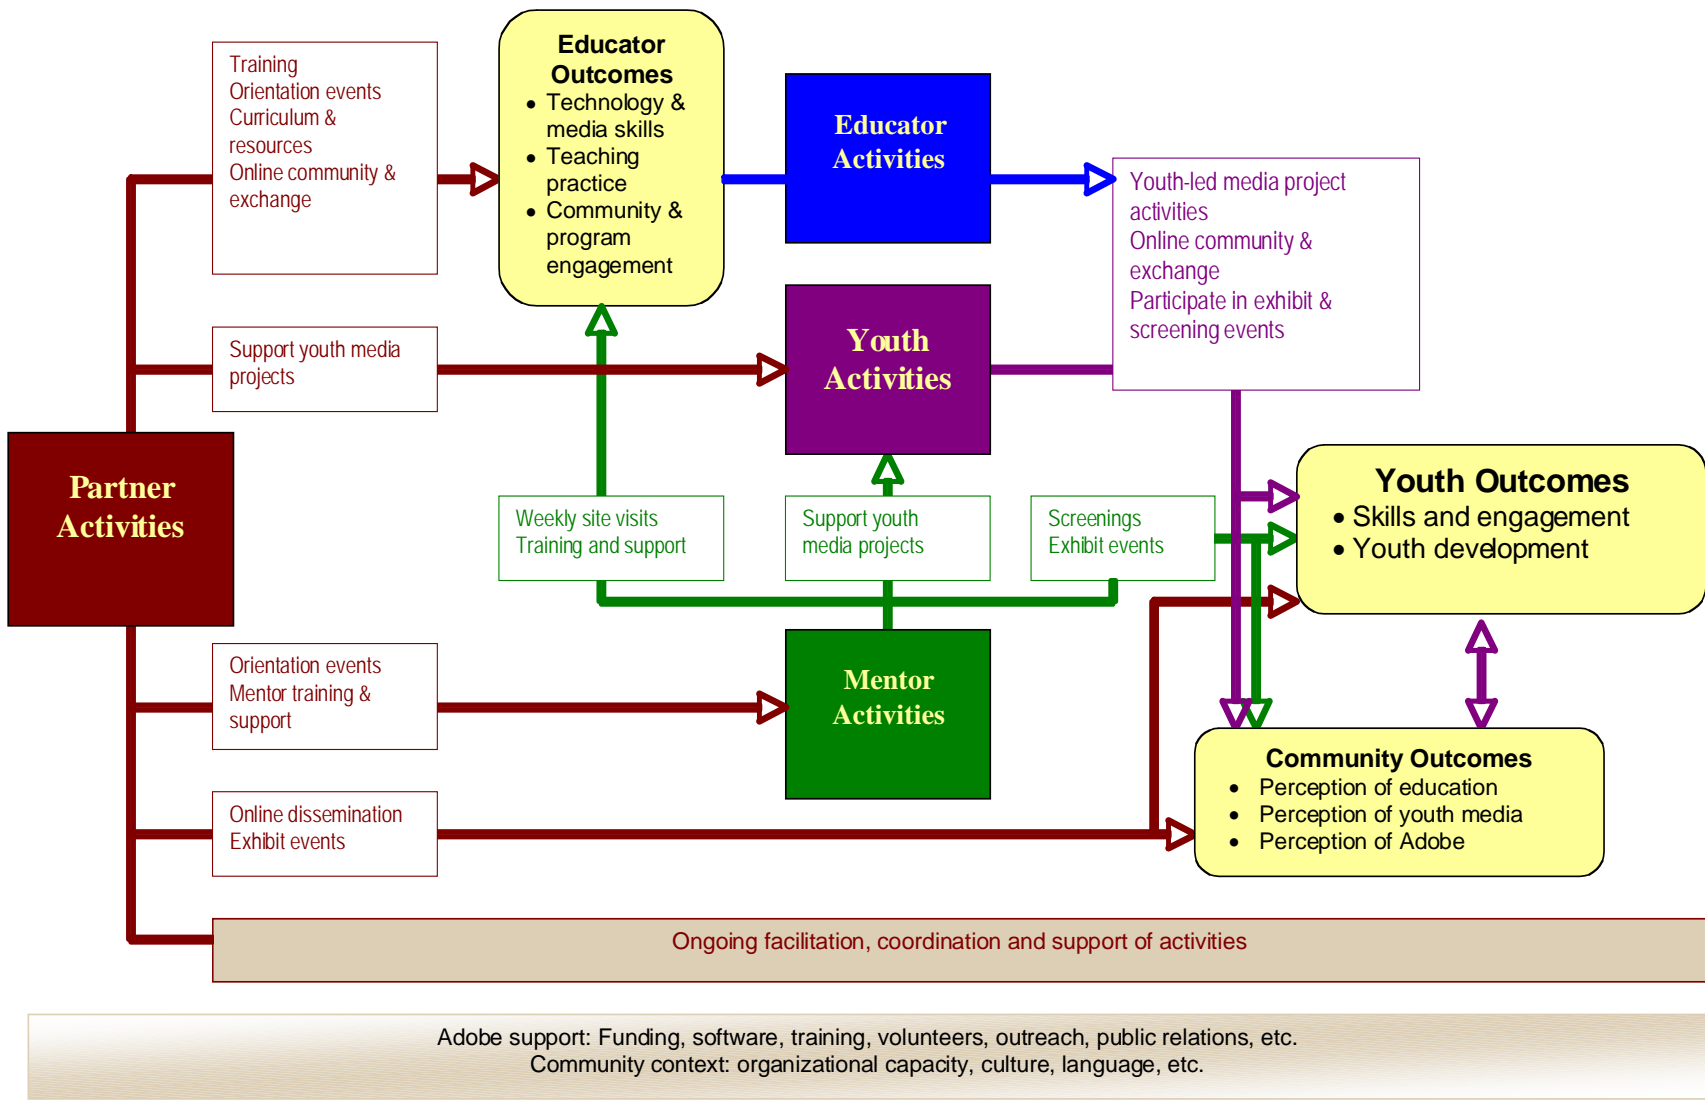 Training
Orientation events
Curriculum &
resources
Online community &
exchange
Educator
Outcomes
• Technology &
media skills
• Teaching
practice
• Community &
program
engagement
Educator
Activities
Youth-led media project
activities
Online community &
exchange
Participate in exhibit &
screening events
Support youth media
projects
Youth
Activities
Partner
Activities
Weekly site visits
Training and support
Support youth
media projects
Screenings
Exhibit events
Youth Outcomes
• Skills and engagement
• Youth development
Orientation events
Mentor training &
support
Mentor
Activities
Community Outcomes
• Perception of education
• Perception of youth media
• Perception of Adobe
Online dissemination
Exhibit events
Ongoing facilitation, coordination and support of activities
Adobe support: Funding, software, training, volunteers, outreach, public relations, etc.
Community context: organizational capacity, culture, language, etc.